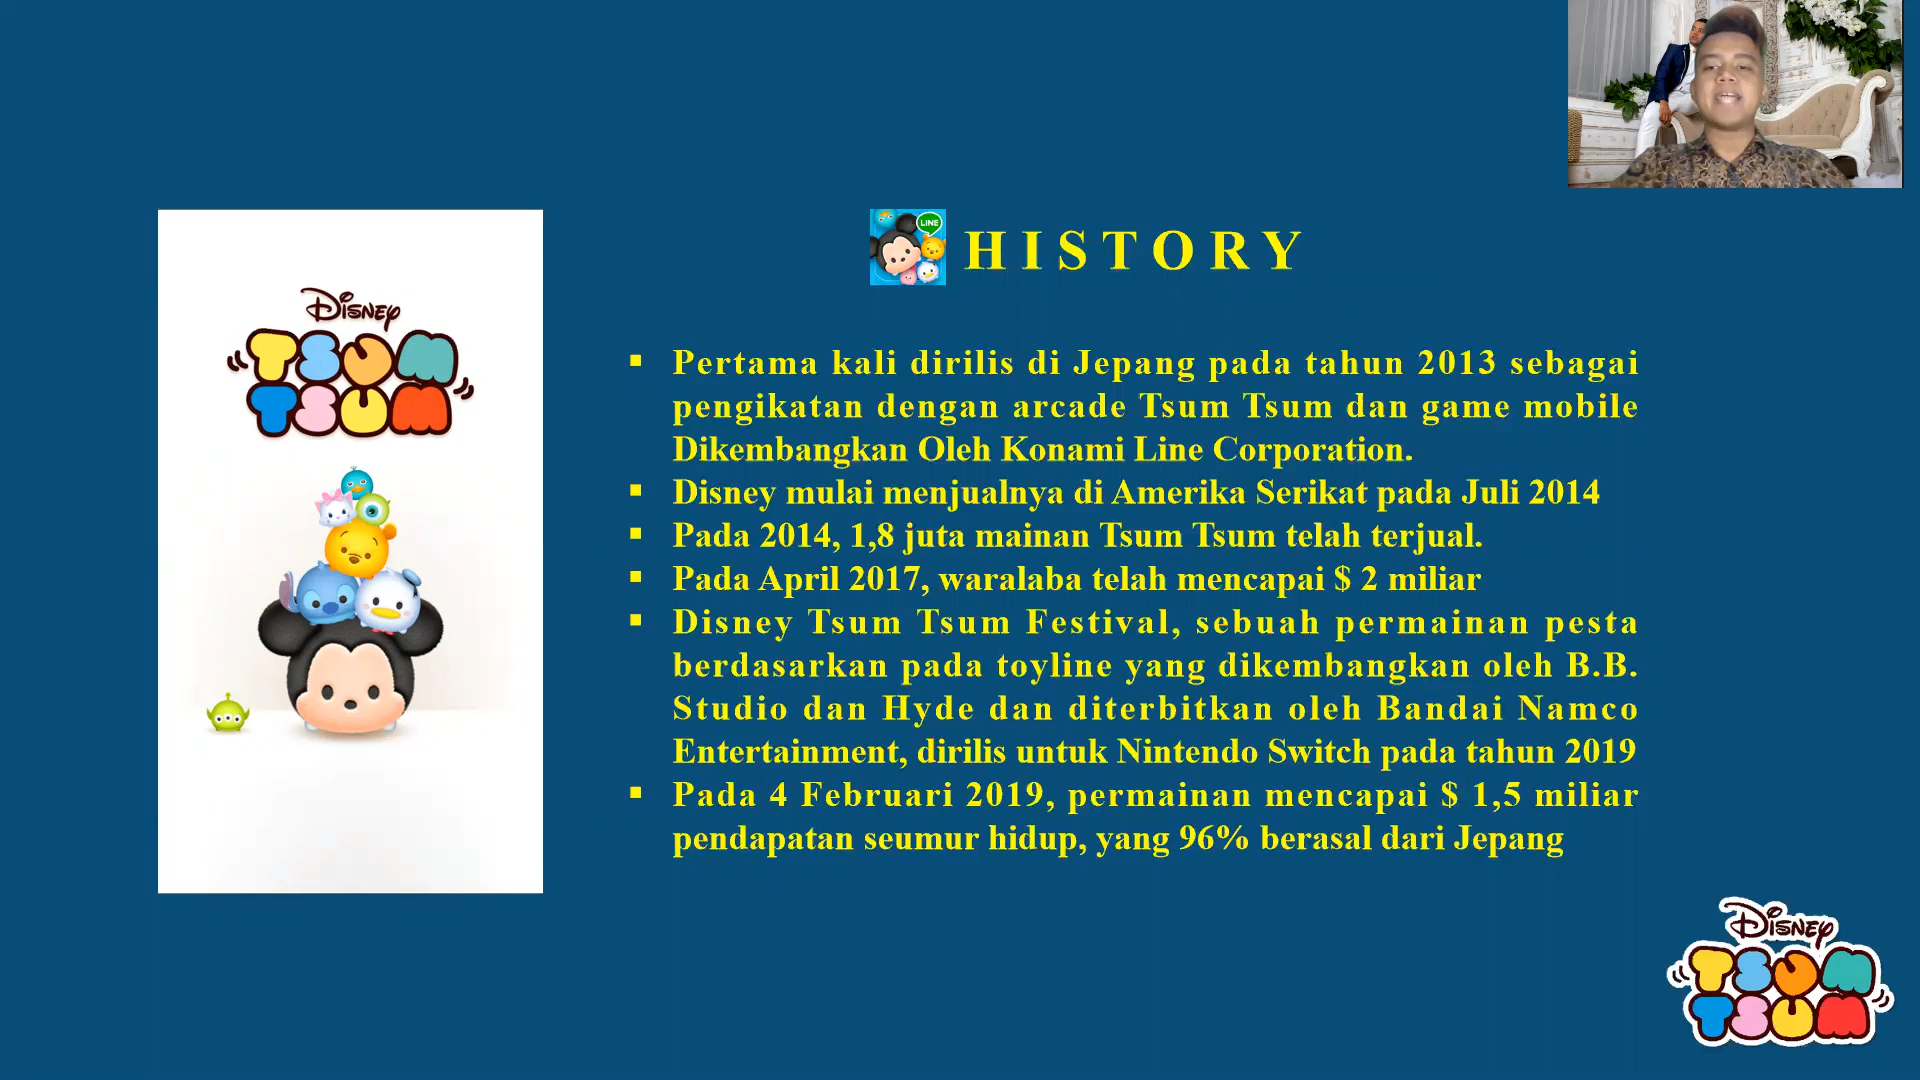 LINE
H I S T O R Y
Disney
TSUM
TSUM
▪ Pertama kali dirilis di Jepang pada tahun 2013 sebagai
pengikatan dengan arcade Tsum Tsum dan game mobile
Dikembangkan Oleh Konami Line Corporation.
▪ Disney mulai menjualnya di Amerika Serikat pada Juli 2014
▪ Pada 2014, 1,8 juta mainan Tsum Tsum telah terjual.
▪ Pada April 2017, waralaba telah mencapai $ 2 miliar
▪ Disney Tsum Tsum Festival, sebuah permainan pesta
berdasarkan pada toyline yang dikembangkan oleh B.B.
Studio dan Hyde dan diterbitkan oleh Bandai Namco
Entertainment, dirilis untuk Nintendo Switch pada tahun 2019
▪ Pada 4 Februari 2019, permainan mencapai $ 1,5 miliar
pendapatan seumur hidup, yang 96% berasal dari Jepang
Disney
TSUM
TSUM